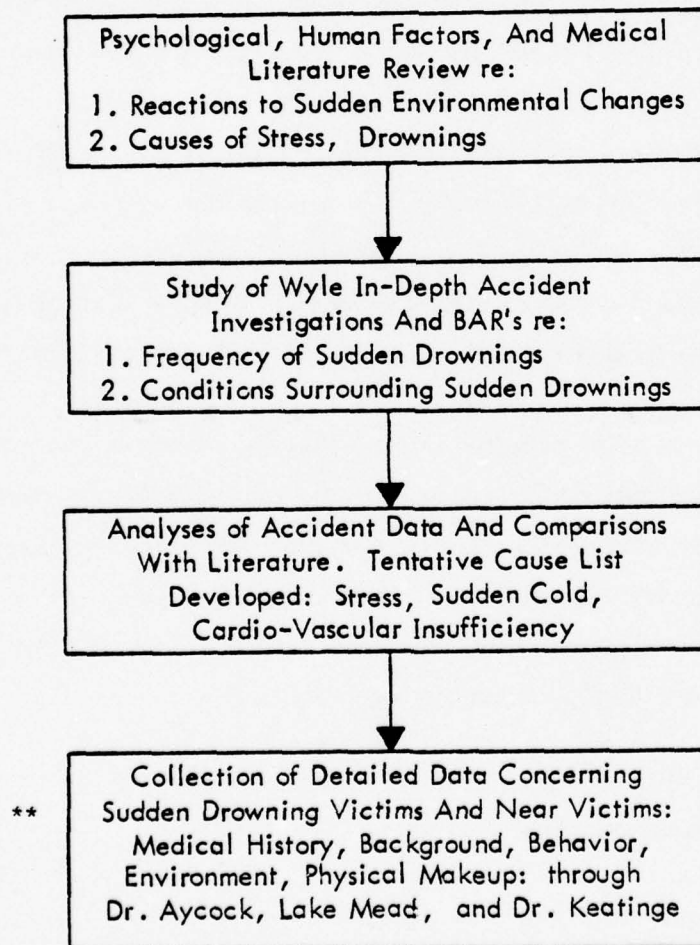 Psychological, Human Factors, And Medical
Literature Review re:
1. Reactions to Sudden Environmental Changes
2. Causes of Stress, Drownings
Study of Wyle In-Depth Accident
Investigations And BAR's re:
1. Frequency of Sudden Drownings
2. Conditions Surrounding Sudden Drownings
Analyses of Accident Data And Comparisons
With Literature. Tentative Cause List
Developed: Stress, Sudden Cold,
Cardio-Vascular Insufficiency
** Collection of Detailed Data Concerning
Sudden Drowning Victims And Near Victims:
Medical History, Background, Behavior,
Environment, Physical Makeup: through
Dr. Aycock, Lake Mead, and Dr. Keatinge